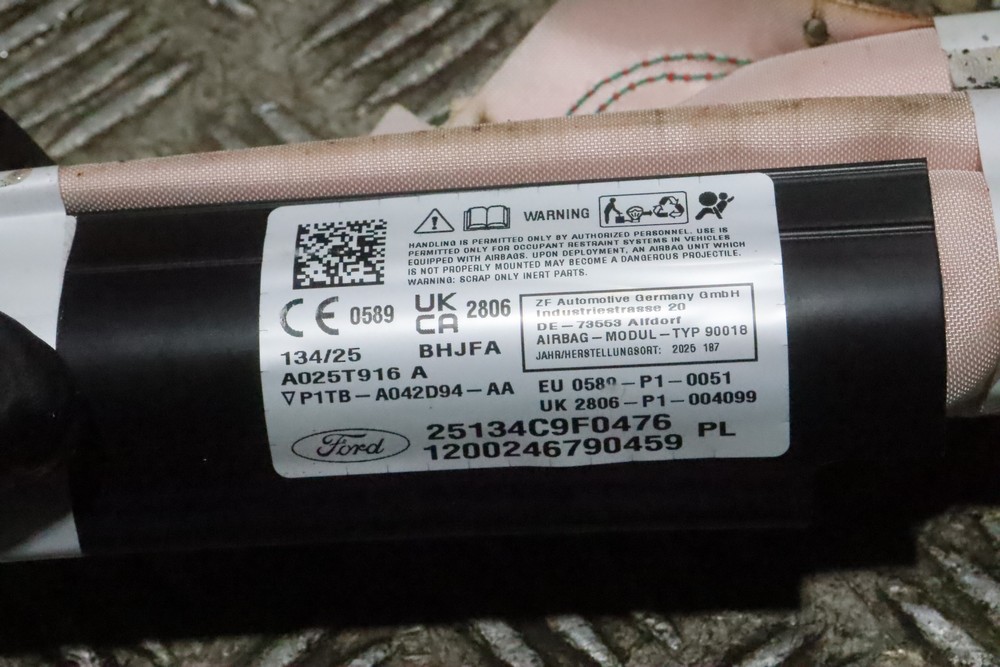 WARNING
HANDLING IS PERMITTED ONLY BY AUTHORIZED PERSONNEL. USE IS
PERMITTED ONLY FOR OCCUPANT RESTRAINT SYSTEMS IN VEHICLES
EQUIPPED WITH AIRBAGS. UPON DEPLOYMENT, AN AIRBAG UNIT WHICH
IS NOT PROPERLY MOUNTED MAY BECOME A DANGEROUS PROJECTILE.
WARNING: SCRAP ONLY INERT PARTS.
CE 0589 UK CA 2806
ZF Automotive Germany GmbH
Industriestrasse 20
DE-73553 Alfdorf
AIRBAG-MODUL-TYP 90018
JAHR/HERSTELLUNGSORT: 2025 187
134/25 BHJFA
A025T916 A
▽P1TB-A042D94-AA
EU 0589-P1-0051
UK 2806-P1-004099
Ford
25134C9F0476 PL
1200246790459